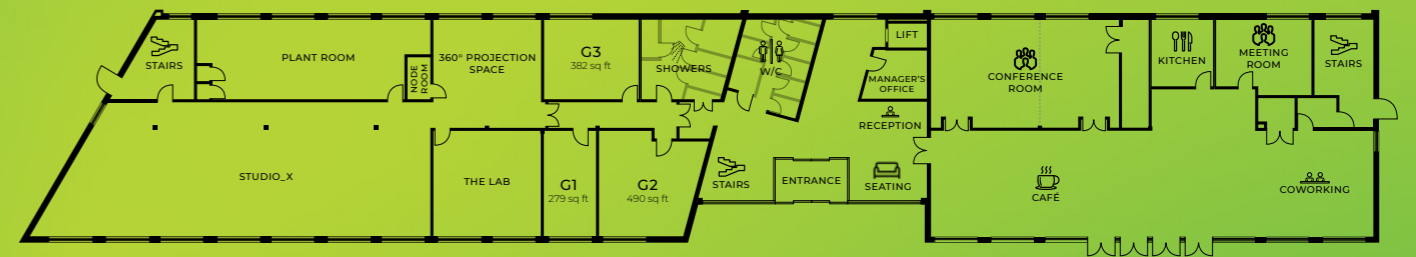 STAIRS
PLANT ROOM
NODE
ROOM
360° PROJECTION
SPACE
G3
382 sq ft
SHOWERS
W/C
LIFT
MANAGER'S
OFFICE
RECEPTION
CONFERENCE
ROOM
KITCHEN
MEETING
ROOM
STAIRS
STUDIO_X
THE LAB
G1
279 sq ft
G2
490 sq ft
STAIRS
ENTRANCE
SEATING
CAFÉ
COWORKING